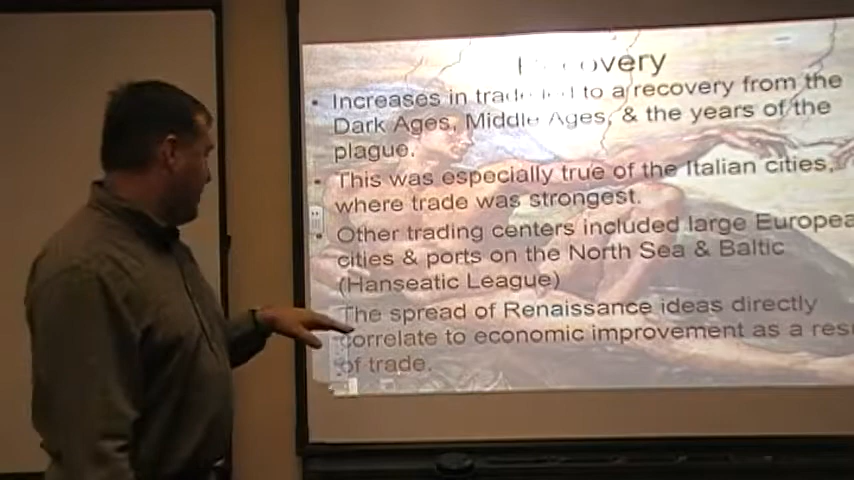 Recovery
• Increases in trade led to a recovery from the
Dark Ages, Middle Ages, & the years of the
plague.
• This was especially true of the Italian cities,
where trade was strongest.
• Other trading centers included large Europea
cities & ports on the North Sea & Baltic
(Hanseatic League)
The spread of Renaissance ideas directly
correlate to economic improvement as a res
of trade.